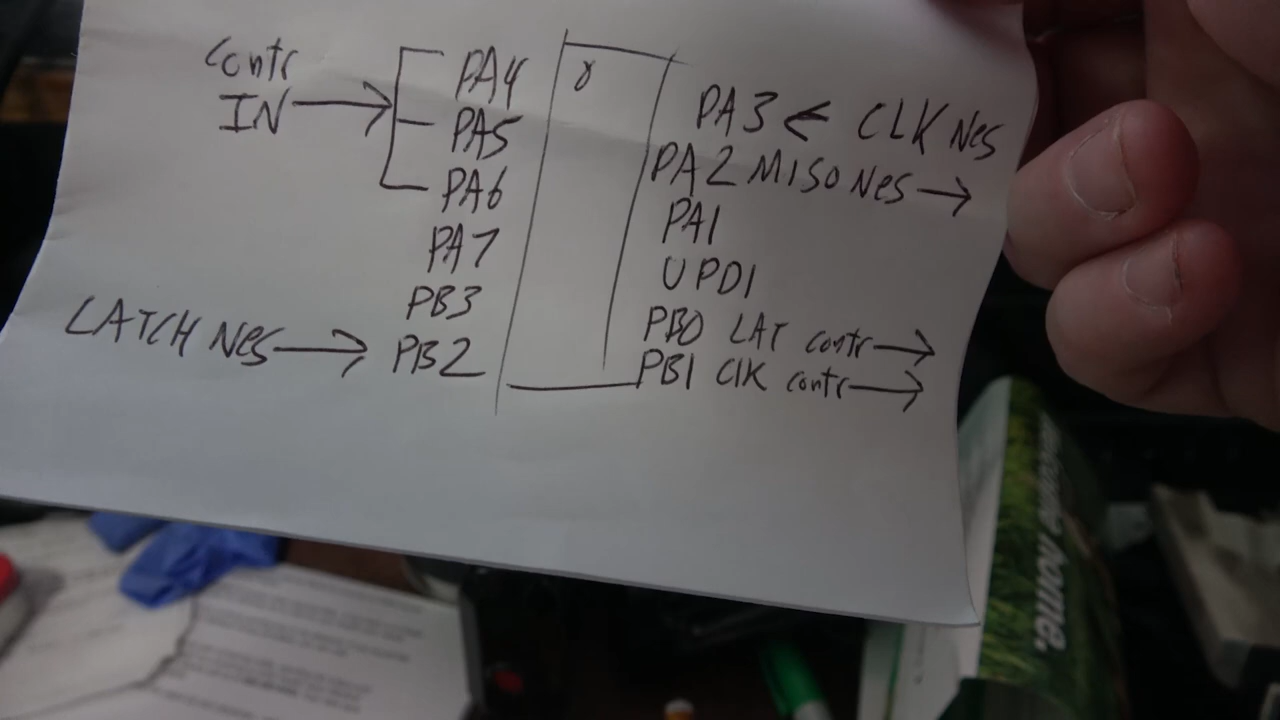 Contr
IN →
PA4
PA5
PA6
PA7
PB3
LATCH NES → PB2
PA3 ← CLK NES
PA2 MISO NES →
PA1
UPDI
PB0 LAT contr →
PB1 ClK contr →
home.